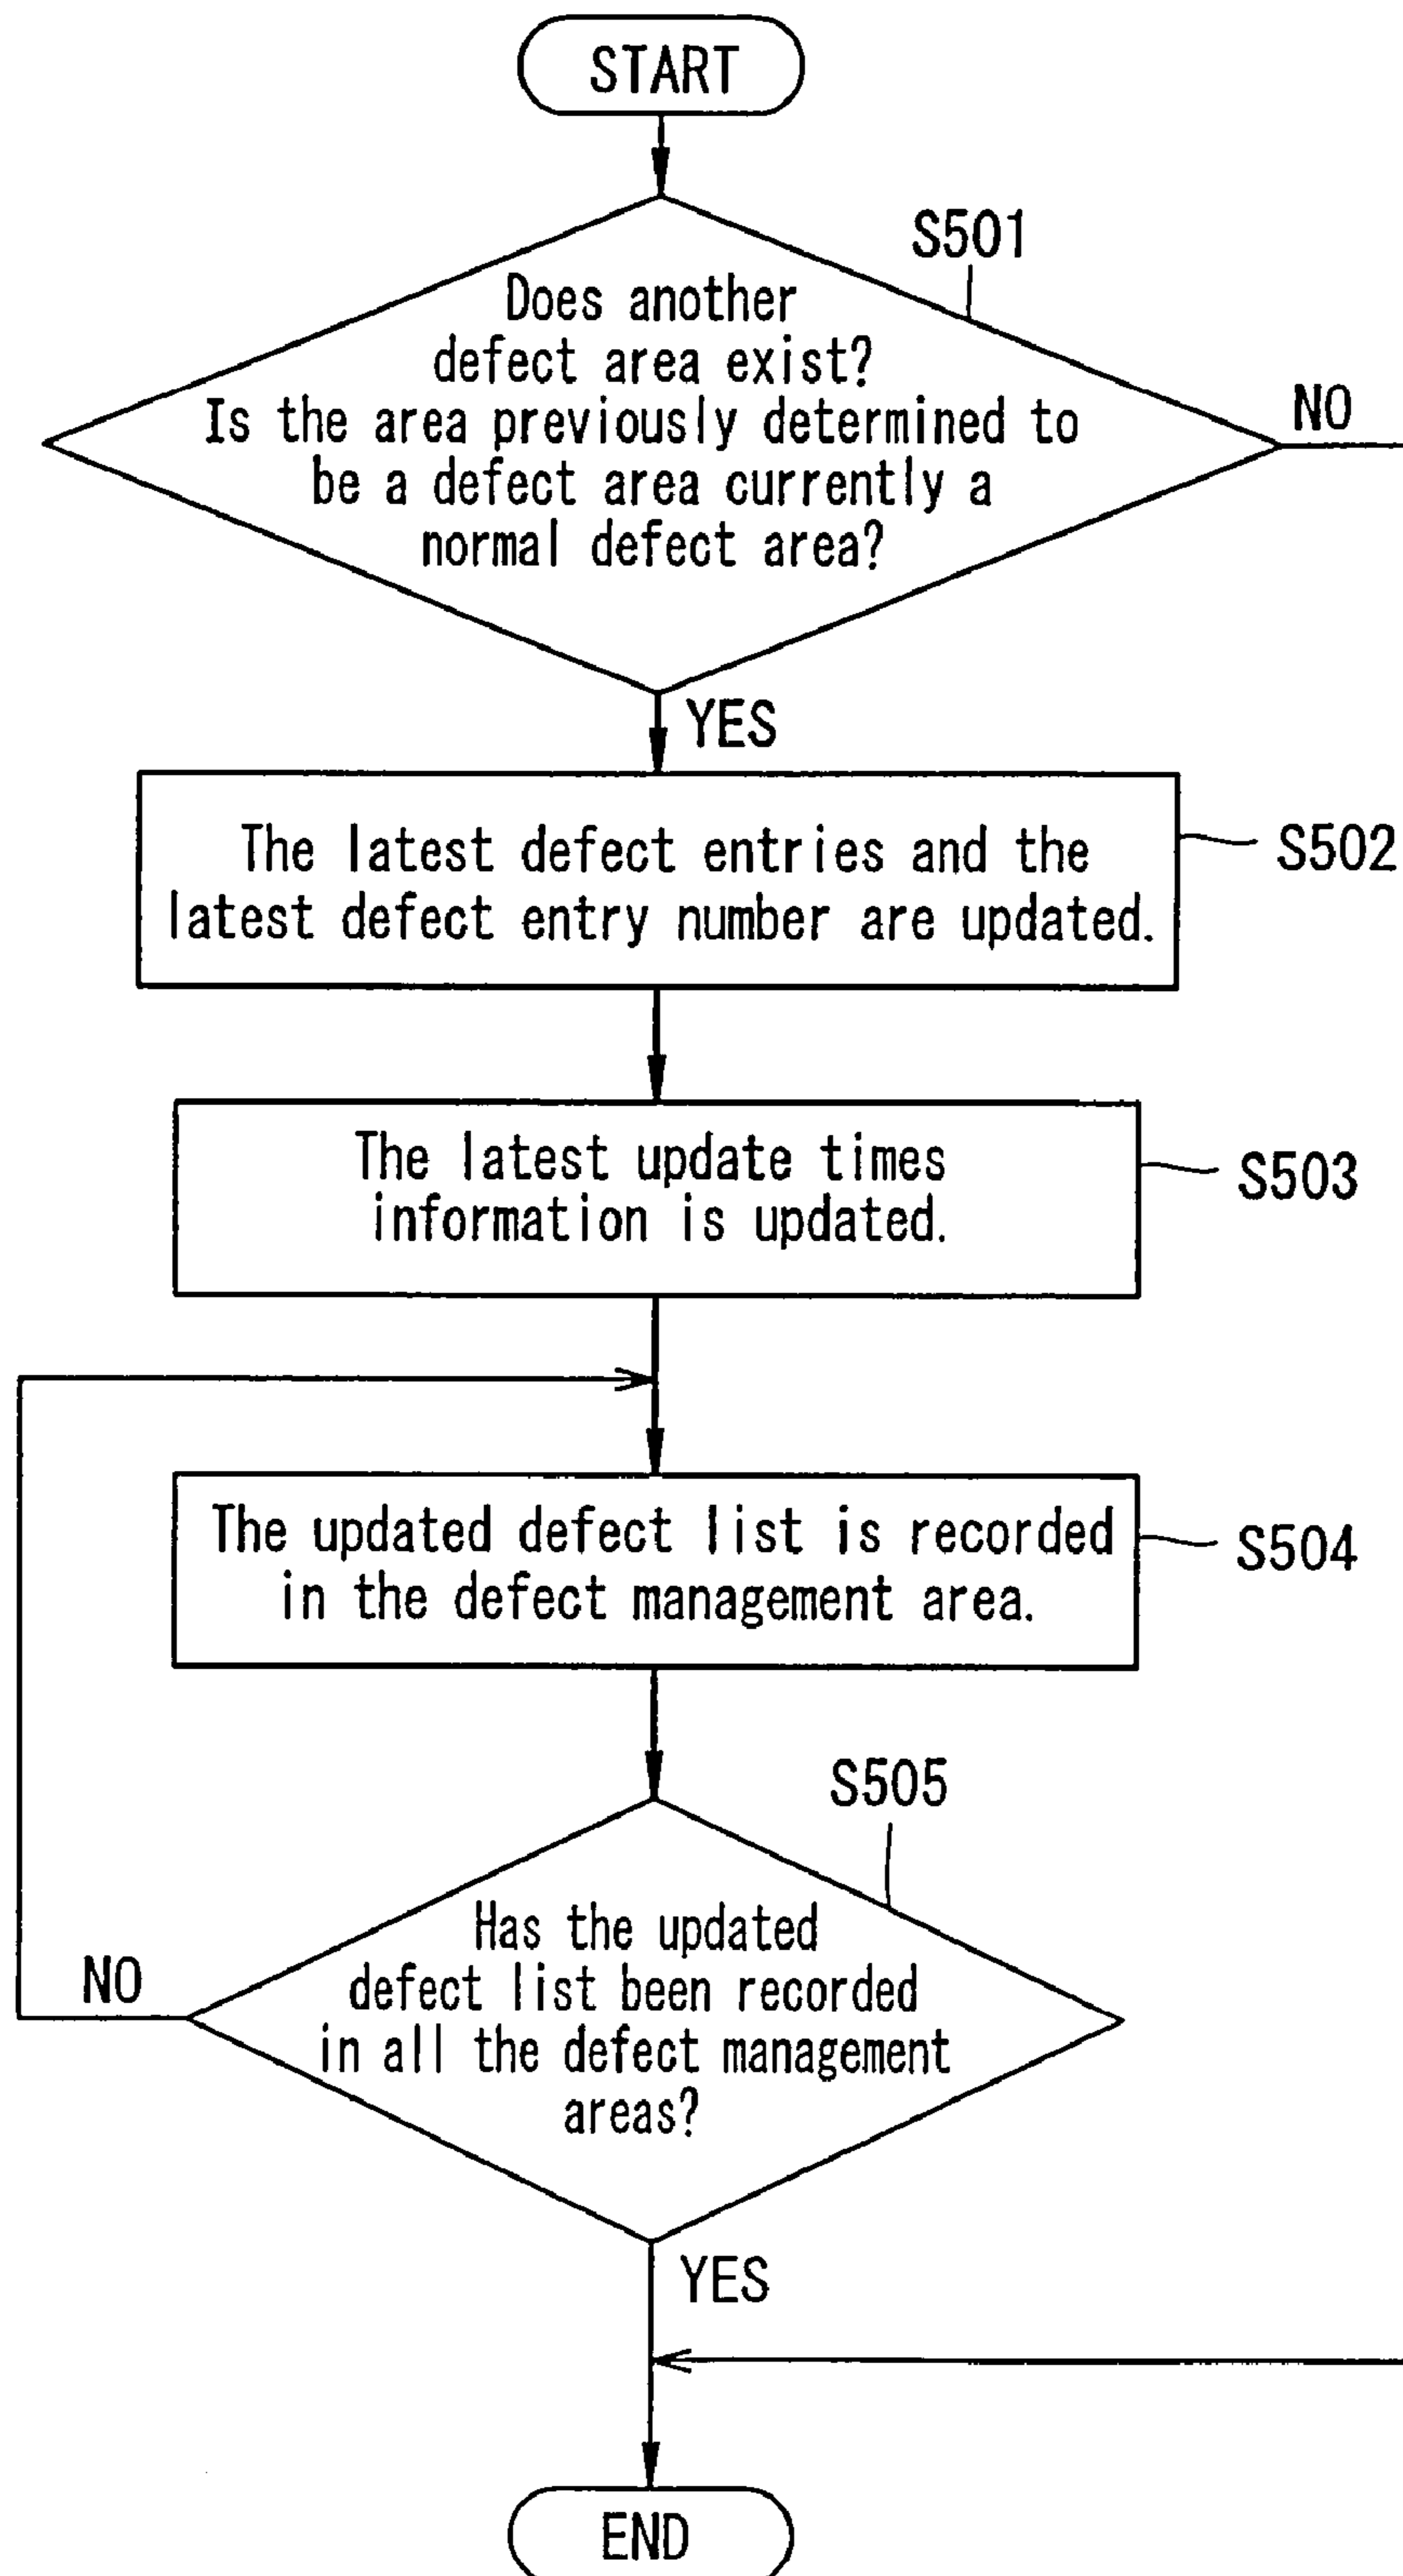 START
S501
Does another
defect area exist?
Is the area previously determined to
be a defect area currently a
normal defect area?
NO
YES
The latest defect entries and the
latest defect entry number are updated.
S502
The latest update times
information is updated.
S503
The updated defect list is recorded
in the defect management area.
S504
S505
Has the updated
defect list been recorded
in all the defect management
areas?
NO
YES
END